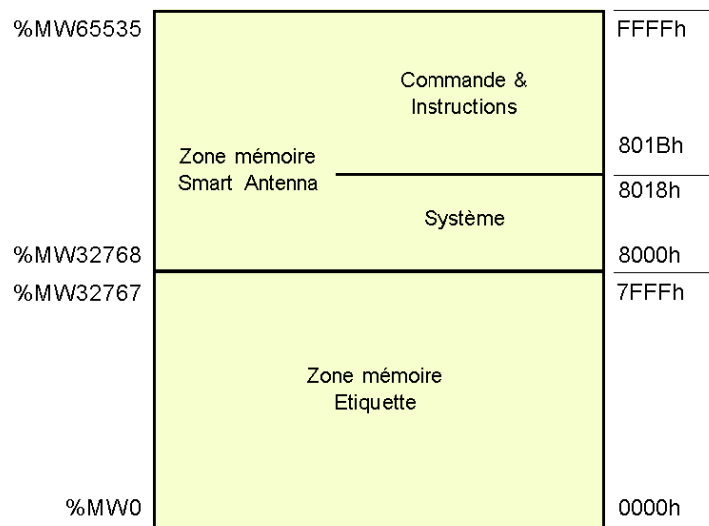 %MW65535
FFFFh
Commande &
Instructions
801Bh
Zone mémoire
Smart Antenna
8018h
Système
%MW32768
8000h
%MW32767
7FFFh
Zone mémoire
Etiquette
%MW0
0000h